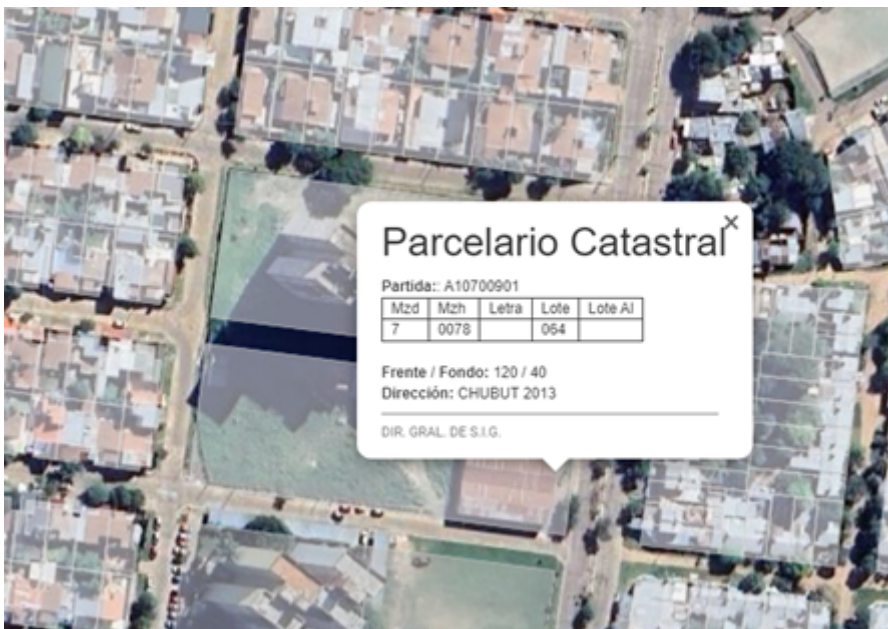 ×
Parcelario Catastral
Partida:: A10700901
Mzd Mzh Letra Lote Lote Al
7 0078 064
Frente / Fondo: 120 / 40
Dirección: CHUBUT 2013
DIR. GRAL. DE S.I.G.